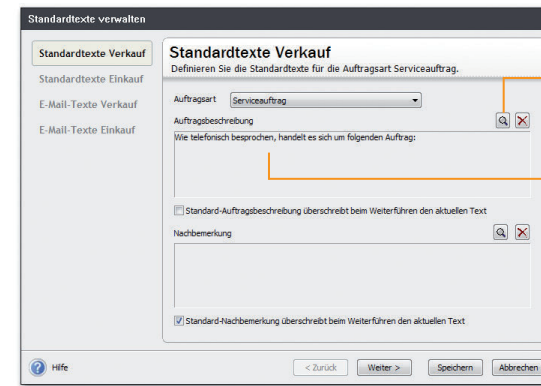 Standardtexte verwalten
Standardtexte Verkauf
Standardtexte Einkauf
E-Mail-Texte Verkauf
E-Mail-Texte Einkauf
Standardtexte Verkauf
Definieren Sie die Standardtexte für die Auftragsart Serviceauftrag.
Auftragsart Serviceauftrag
Auftragsbeschreibung
Wie telefonisch besprochen, handelt es sich um folgenden Auftrag:
Standard-Auftragsbeschreibung überschreibt beim Weiterführen den aktuellen Text
Nachbemerkung
Standard-Nachbemerkung überschreibt beim Weiterführen den aktuellen Text
? Hilfe < Zurück Weiter > Speichern Abbrechen